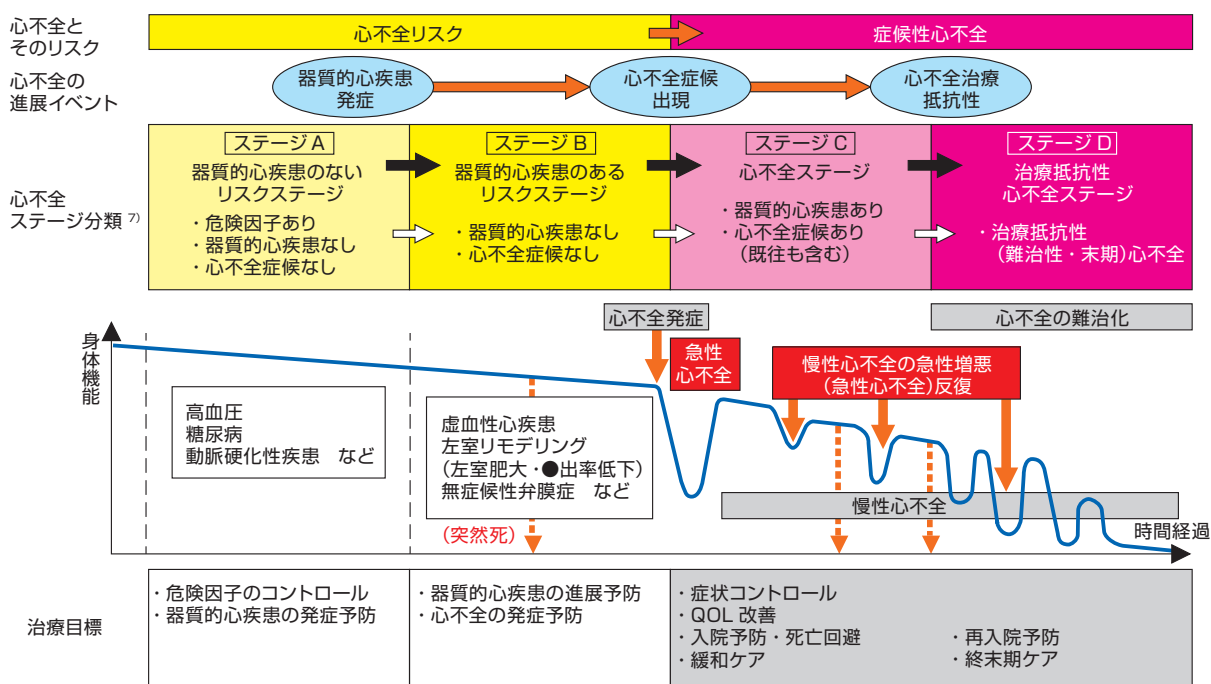 心不全と
そのリスク
心不全リスク
症候性心不全
心不全の
進展イベント
器質的心疾患
発症
心不全症候
出現
心不全治療
抵抗性
心不全
ステージ分類 7)
ステージ A
器質的心疾患のない
リスクステージ
・危険因子あり
・器質的心疾患なし
・心不全症候なし
ステージ B
器質的心疾患のある
リスクステージ
・器質的心疾患なし
・心不全症候なし
ステージ C
心不全ステージ
・器質的心疾患あり
・心不全症候あり
(既往も含む)
ステージ D
治療抵抗性
心不全ステージ
・治療抵抗性
(難治性・末期)心不全
身体機能
心不全発症
心不全の難治化
急性
心不全
慢性心不全の急性増悪
(急性心不全)反復
高血圧
糖尿病
動脈硬化性疾患 など
虚血性心疾患
左室リモデリング
(左室肥大・●出率低下)
無症候性弁膜症 など
(突然死)
慢性心不全
時間経過
治療目標
・危険因子のコントロール
・器質的心疾患の発症予防
・器質的心疾患の進展予防
・心不全の発症予防
・症状コントロール
・QOL 改善
・入院予防・死亡回避
・緩和ケア
・再入院予防
・終末期ケア